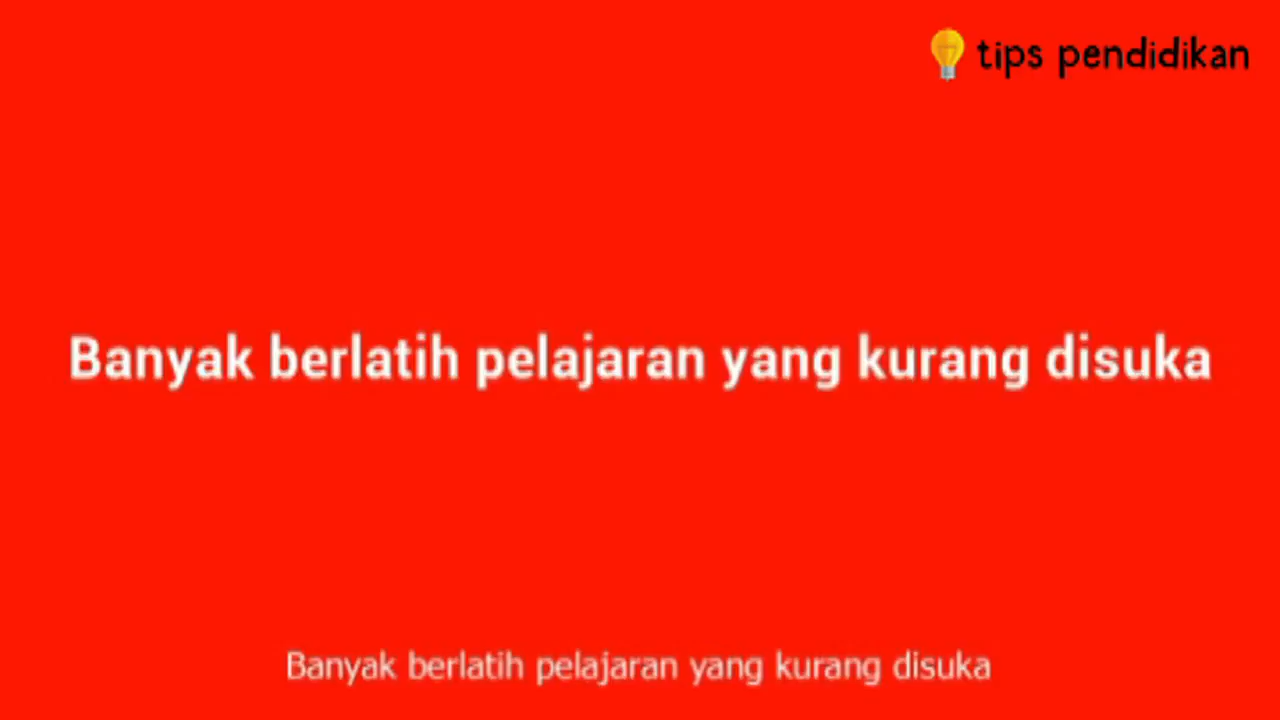 tips pendidikan
Banyak berlatih pelajaran yang kurang disuka
Banyak berlatih pelajaran yang kurang disuka